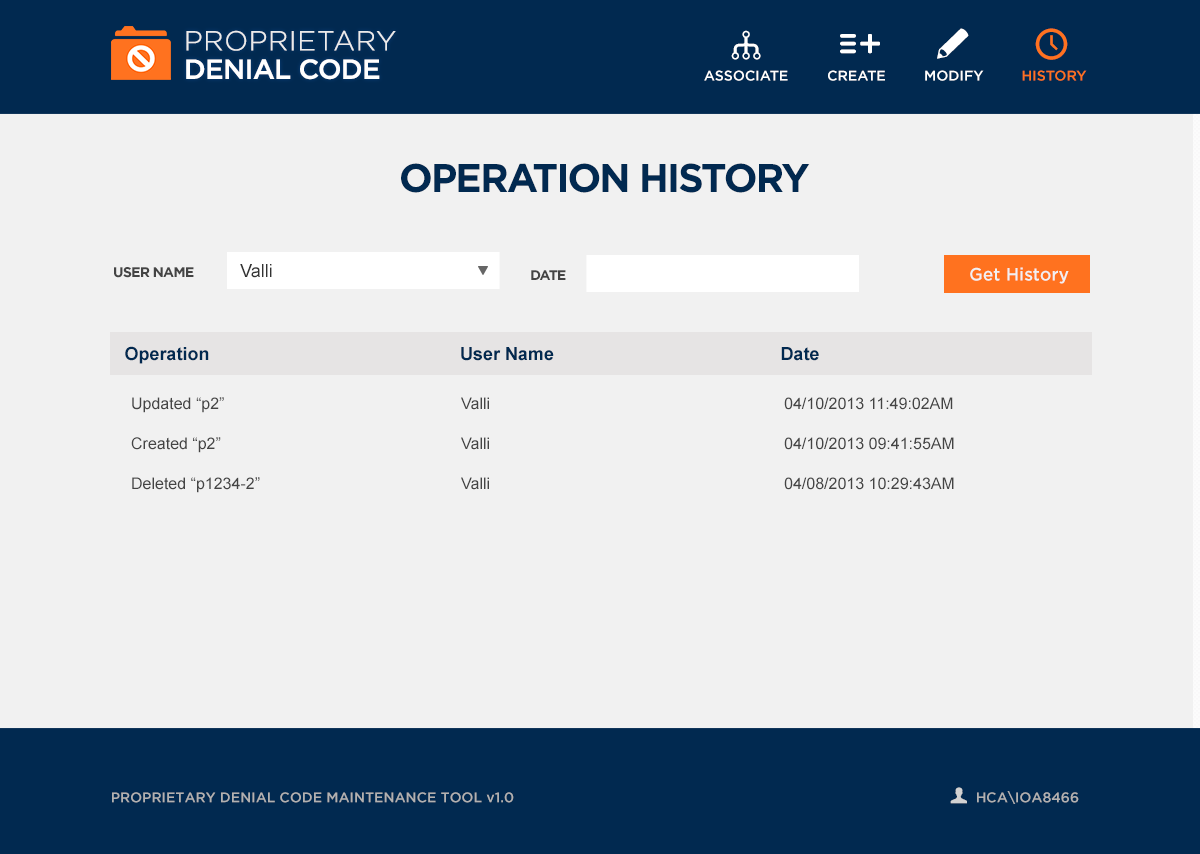 PROPRIETARY
DENIAL CODE
ASSOCIATE CREATE MODIFY HISTORY
OPERATION HISTORY
USER NAME Valli DATE Get History
Operation User Name Date
Updated “p2” Valli 04/10/2013 11:49:02AM
Created “p2” Valli 04/10/2013 09:41:55AM
Deleted “p1234-2” Valli 04/08/2013 10:29:43AM
PROPRIETARY DENIAL CODE MAINTENANCE TOOL v1.0 HCA\IOA8466